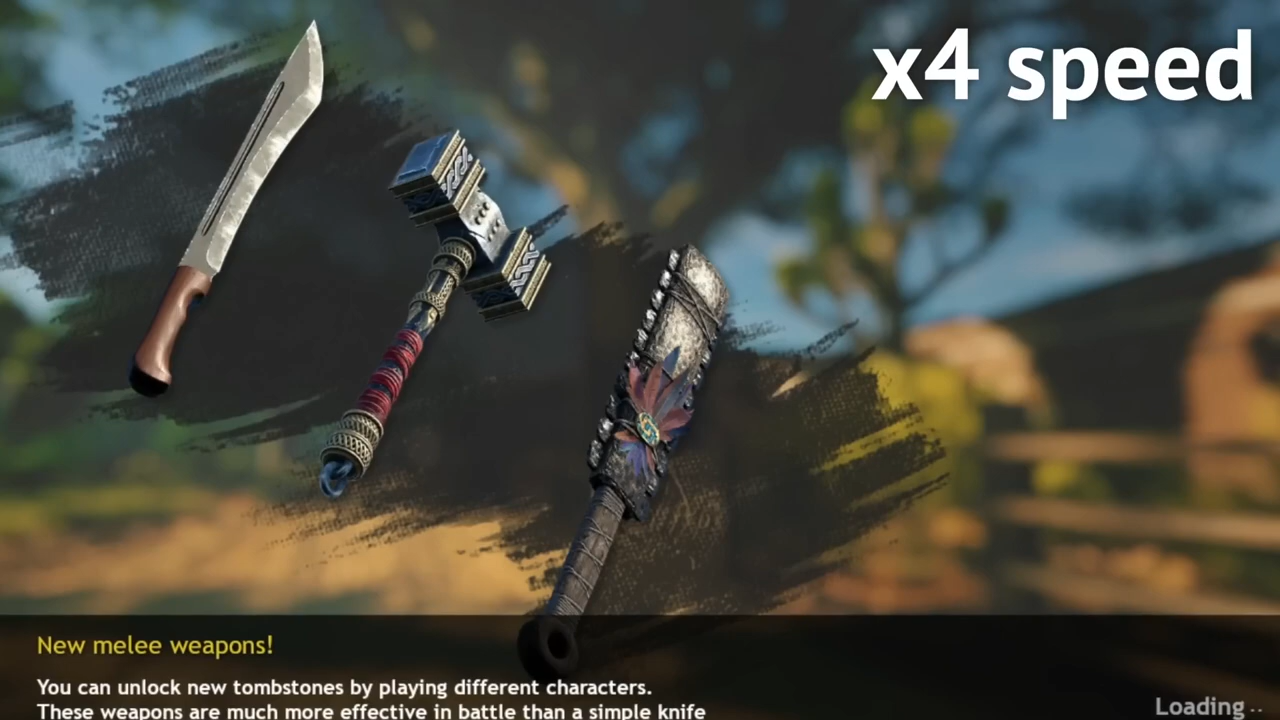 x4 speed
New melee weapons!
You can unlock new tombstones by playing different characters.
These weapons are much more effective in battle than a simple knife
Loading..